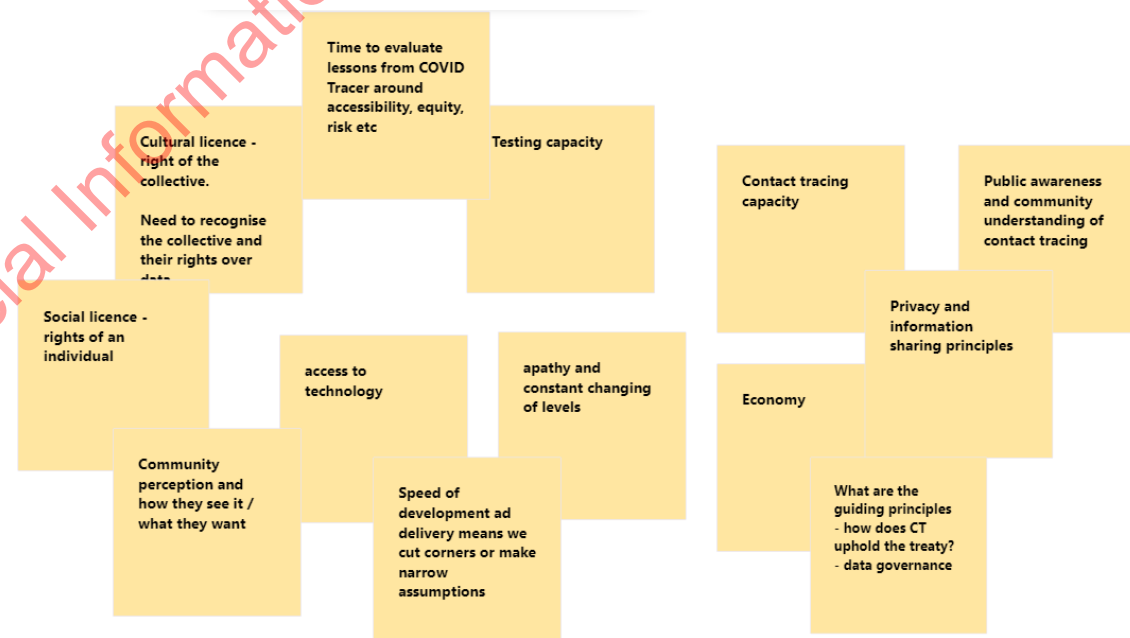 Time to evaluate
lessons from COVID
Tracer around
accessibility, equity,
risk etc
Cultural licence -
right of the
collective.
Need to recognise
the collective and
their rights over
data
Testing capacity
Contact tracing
capacity
Public awareness
and community
understanding of
contact tracing
Social licence -
rights of an
individual
access to
technology
apathy and
constant changing
of levels
Privacy and
information
sharing principles
Economy
Community
perception and
how they see it /
what they want
Speed of
development ad
delivery means we
cut corners or make
narrow
assumptions
What are the
guiding principles
- how does CT
uphold the treaty?
- data governance
Information